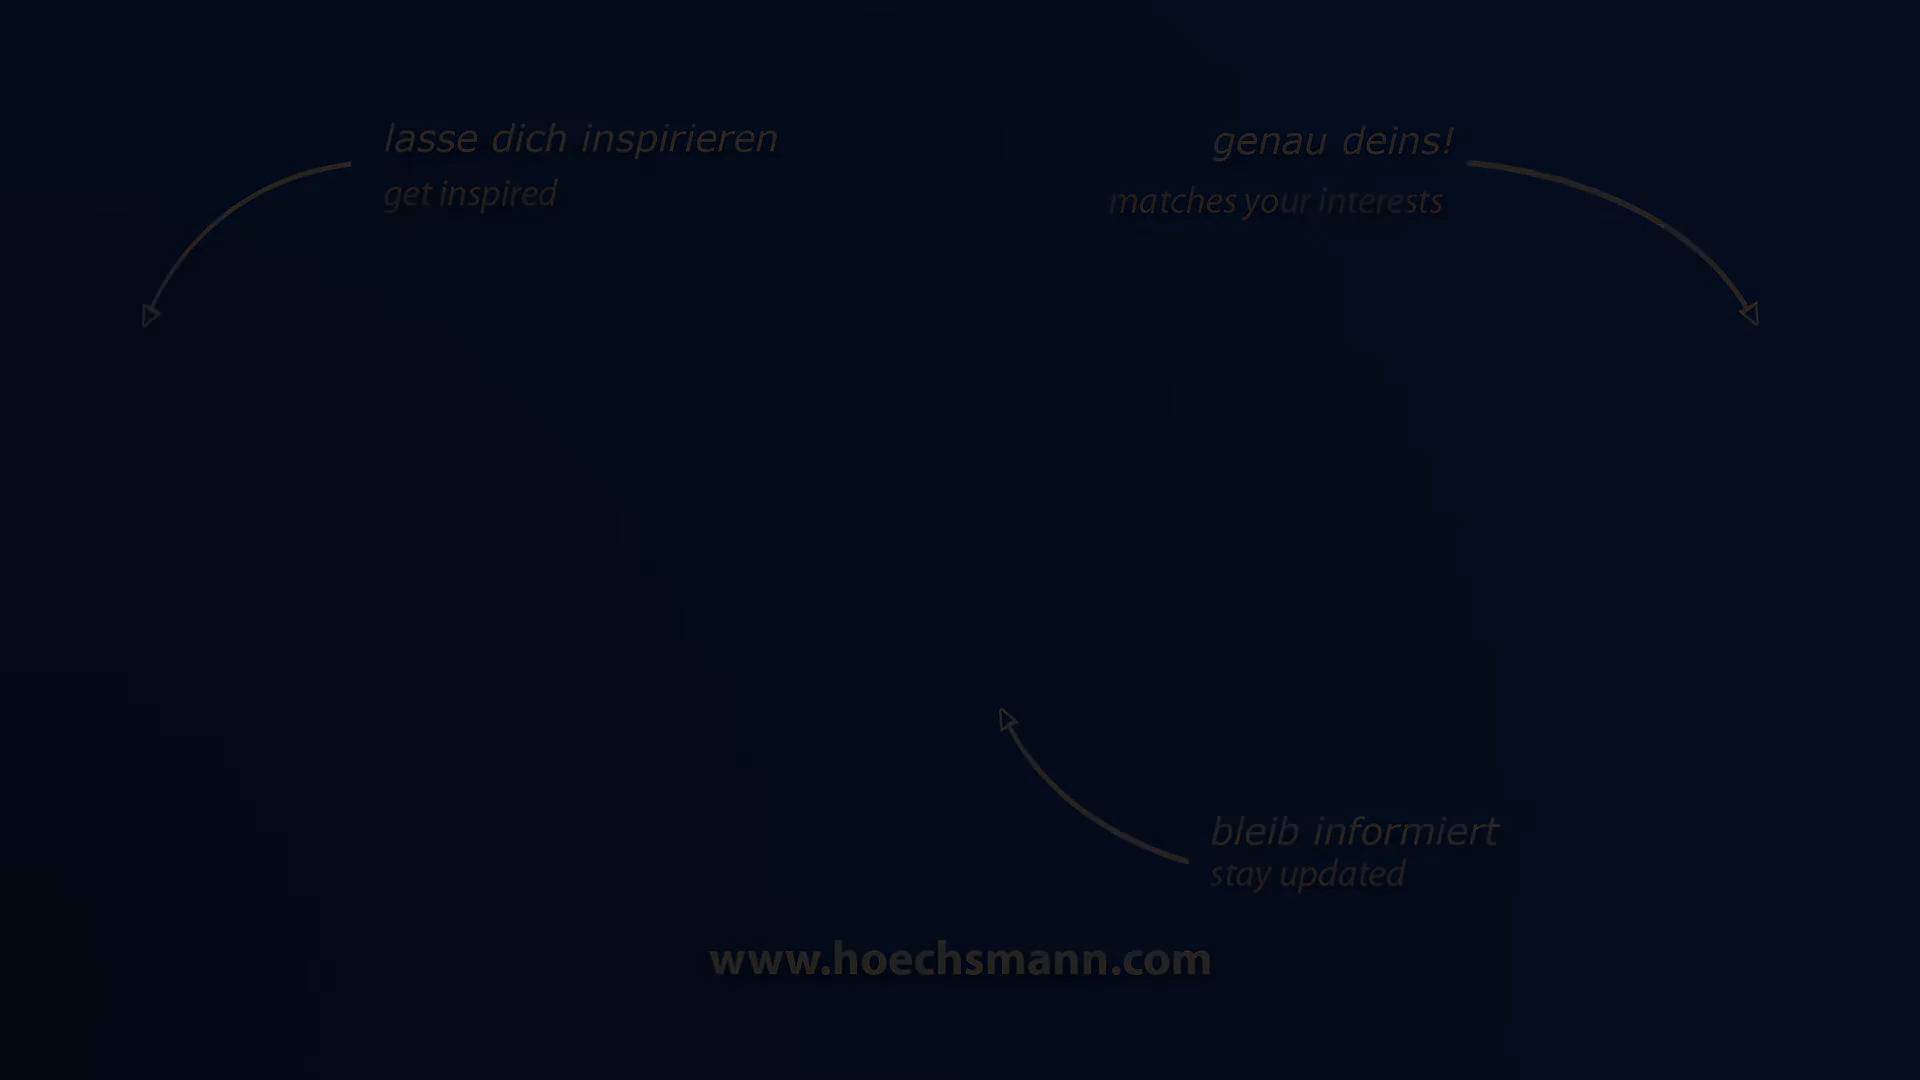 lasse dich inspirieren
get inspired
genau deins!
matches your interests
bleib informiert
stay updated
www.hoechsmann.com